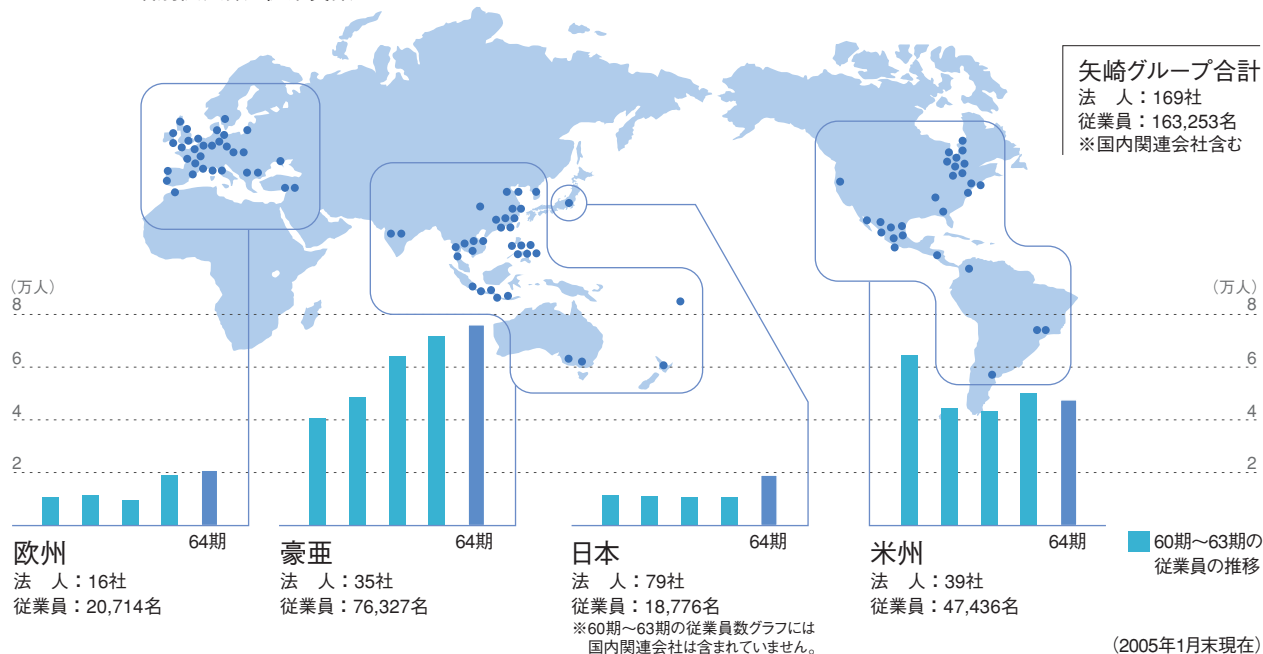 矢崎グループ合計
法　人：169社
従業員：163,253名
※国内関連会社含む
（万人）
8
6
4
2
（万人）
8
6
4
2
64期
欧州
法　人：16社
従業員：20,714名
64期
豪亜
法　人：35社
従業員：76,327名
64期
日本
法　人：79社
従業員：18,776名
※60期～63期の従業員数グラフには
国内関連会社は含まれていません。
64期
米州
法　人：39社
従業員：47,436名
60期～63期の
従業員の推移
（2005年1月末現在）